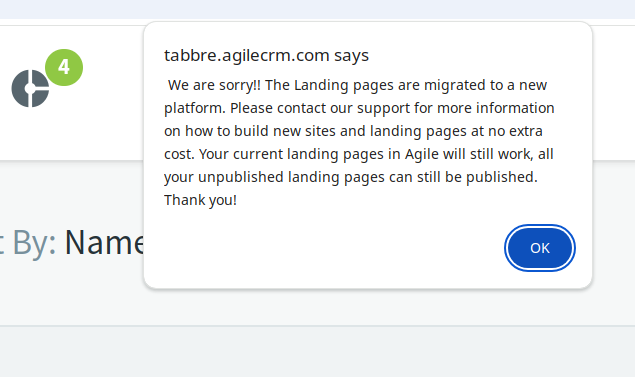 4
tabbre.agilecrm.com says
We are sorry!! The Landing pages are migrated to a new
platform. Please contact our support for more information
on how to build new sites and landing pages at no extra
cost. Your current landing pages in Agile will still work, all
your unpublished landing pages can still be published.
Thank you!
By: Name
OK